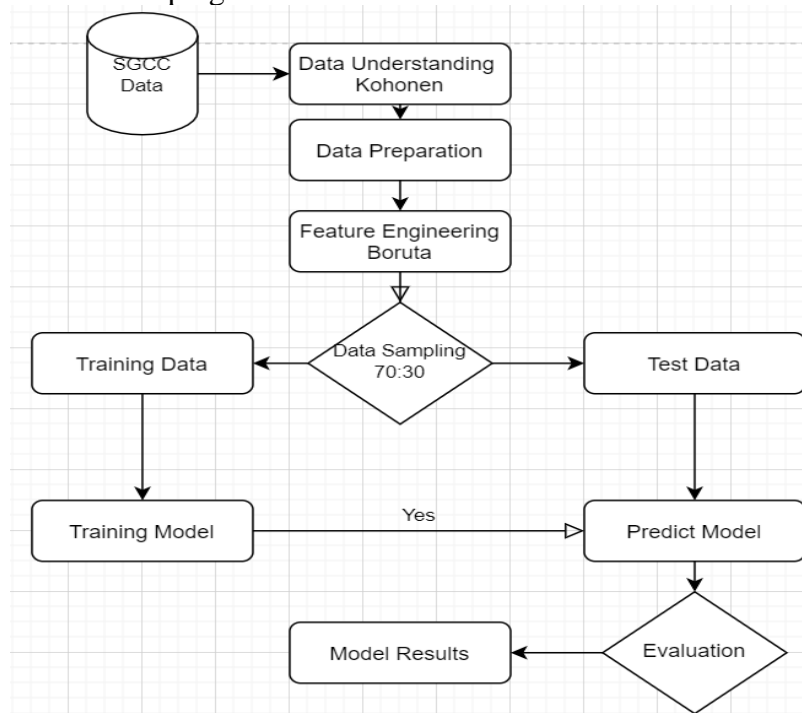 SGCC
Data
Data Understanding
Kohonen
Data Preparation
Feature Engineering
Boruta
Training Data
Data Sampling
70:30
Test Data
Training Model
Yes
Predict Model
Model Results
Evaluation